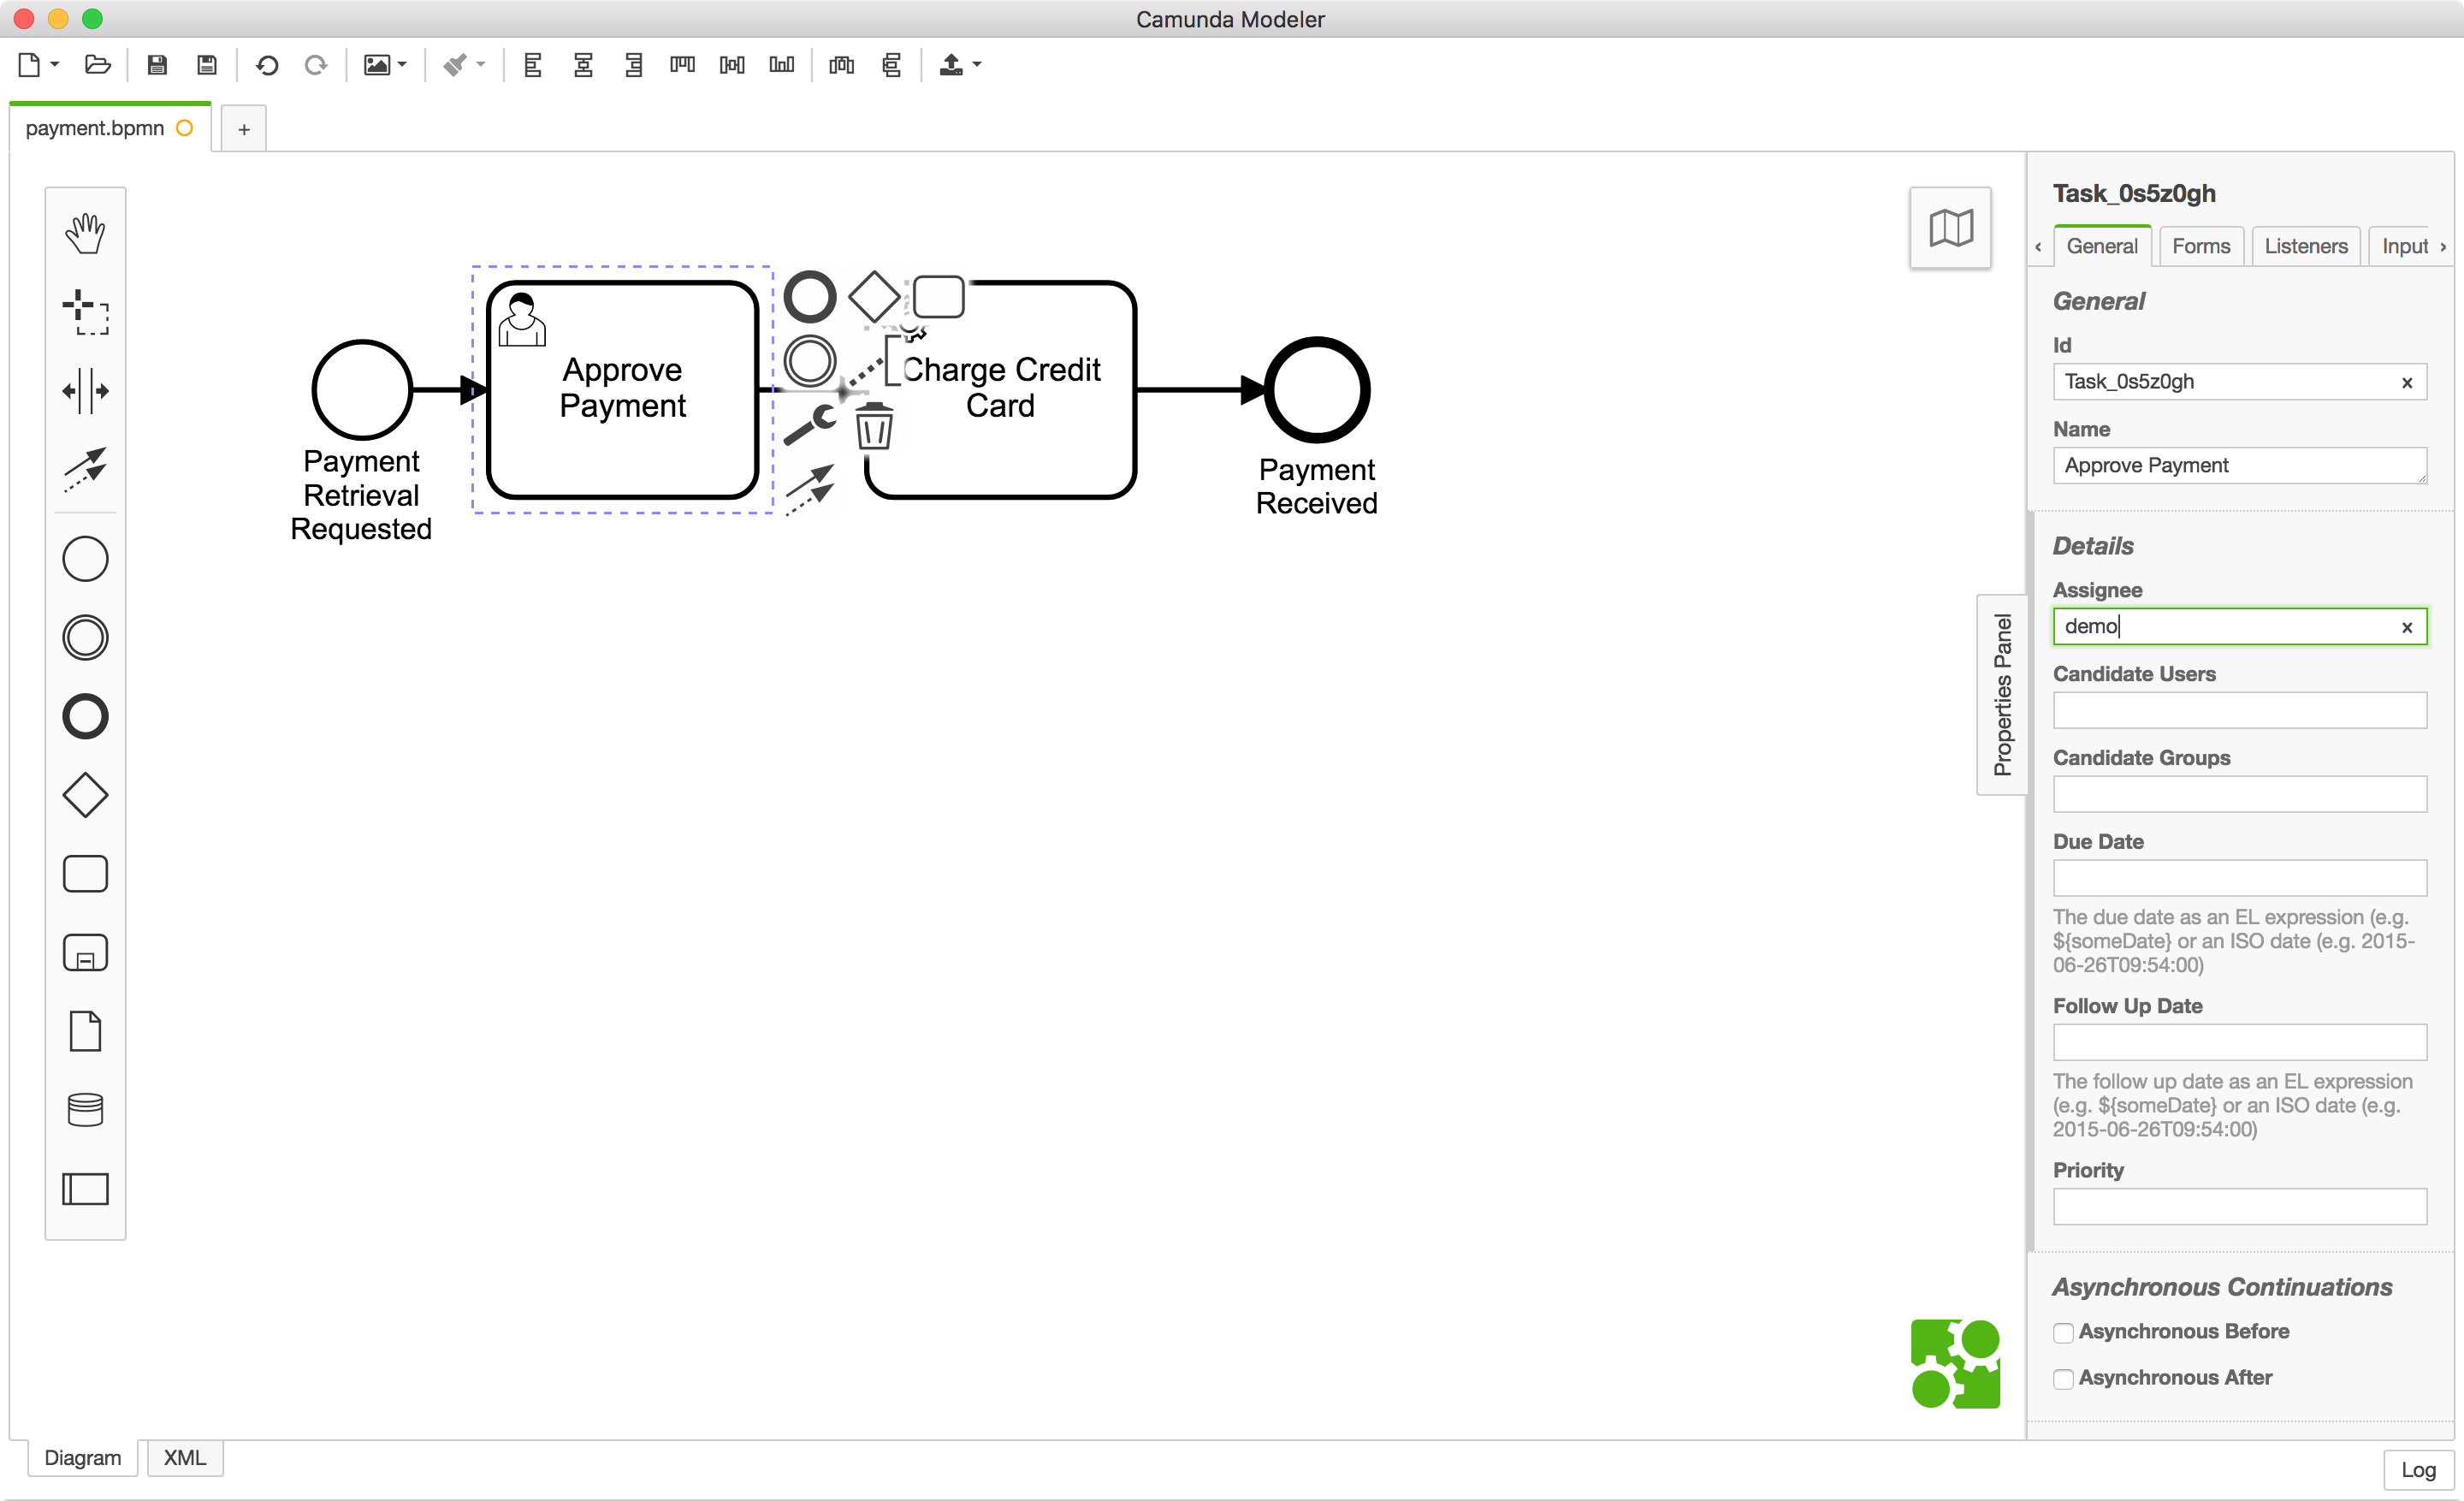 Camunda Modeler
payment.bpmn
+
Payment
Retrieval
Requested
Approve
Payment
Charge Credit
Card
Payment
Received
Properties Panel
Task_0s5z0gh
‹ General Forms Listeners Input ›
General
Id
Task_0s5z0gh x
Name
Approve Payment
Details
Assignee
demo x
Candidate Users
Candidate Groups
Due Date
The due date as an EL expression (e.g.
${someDate} or an ISO date (e.g. 2015-
06-26T09:54:00)
Follow Up Date
The follow up date as an EL expression
(e.g. ${someDate} or an ISO date (e.g.
2015-06-26T09:54:00)
Priority
Asynchronous Continuations
Asynchronous Before
Asynchronous After
Diagram XML
Log